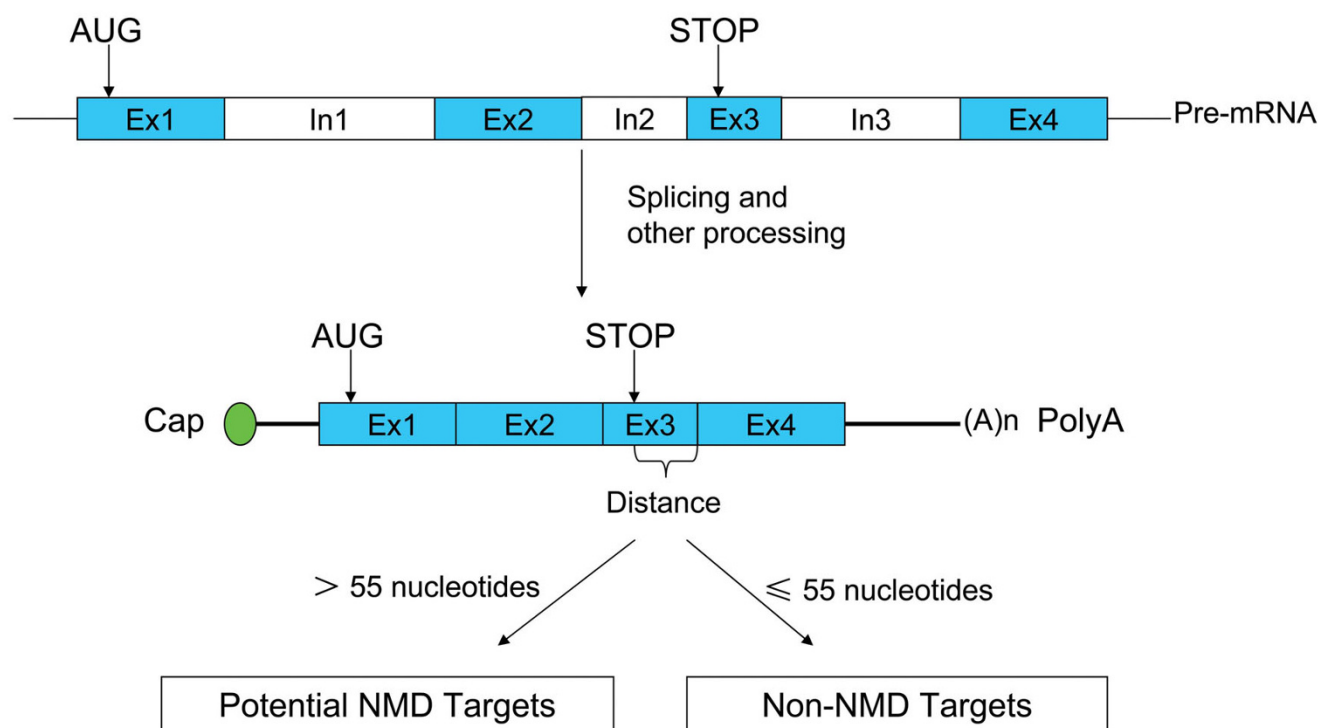 AUG STOP
Ex1 In1 Ex2 In2 Ex3 In3 Ex4 Pre-mRNA
Splicing and
other processing
AUG STOP
Cap Ex1 Ex2 Ex3 Ex4 (A)n PolyA
Distance
> 55 nucleotides ⩽ 55 nucleotides
Potential NMD Targets Non-NMD Targets